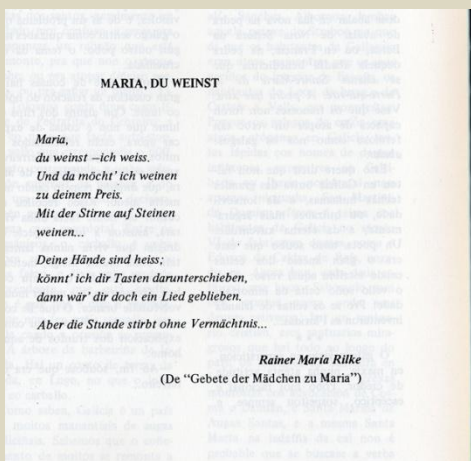 MARIA, DU WEINST
Maria,
du weinst —ich weiss.
Und da möcht' ich weinen
zu deinem Preis.
Mit der Stirne auf Steinen
weinen...
Deine Hände sind heiss;
könnt' ich dir Tasten darunterschieben,
dann wär' dir doch ein Lied geblieben.
Aber die Stunde stirbt ohne Vermächtnis...
Rainer María Rilke
(De “Gebete der Mädchen zu Maria”)